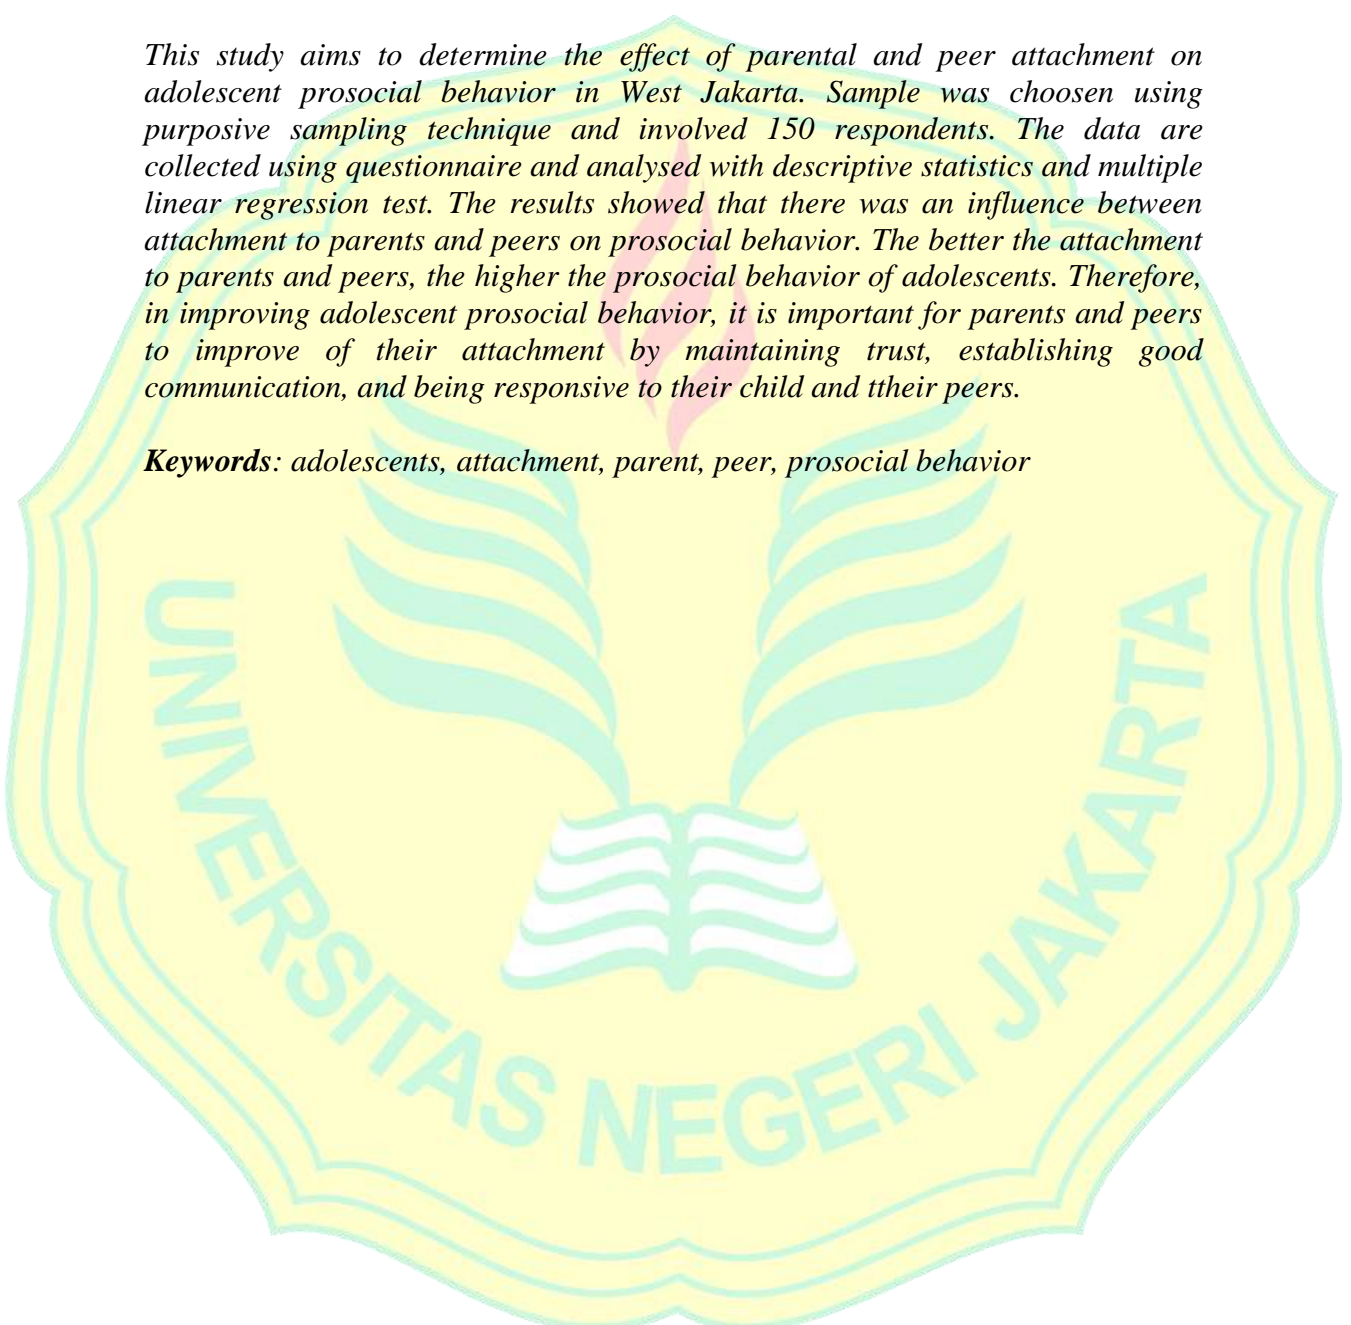 This study aims to determine the effect of parental and peer attachment on
adolescent prosocial behavior in West Jakarta. Sample was choosen using
purposive sampling technique and involved 150 respondents. The data are
collected using questionnaire and analysed with descriptive statistics and multiple
linear regression test. The results showed that there was an influence between
attachment to parents and peers on prosocial behavior. The better the attachment
to parents and peers, the higher the prosocial behavior of adolescents. Therefore,
in improving adolescent prosocial behavior, it is important for parents and peers
to improve of their attachment by maintaining trust, establishing good
communication, and being responsive to their child and ttheir peers.
Keywords: adolescents, attachment, parent, peer, prosocial behavior
UNIVERSITAS NEGERI JAKARTA